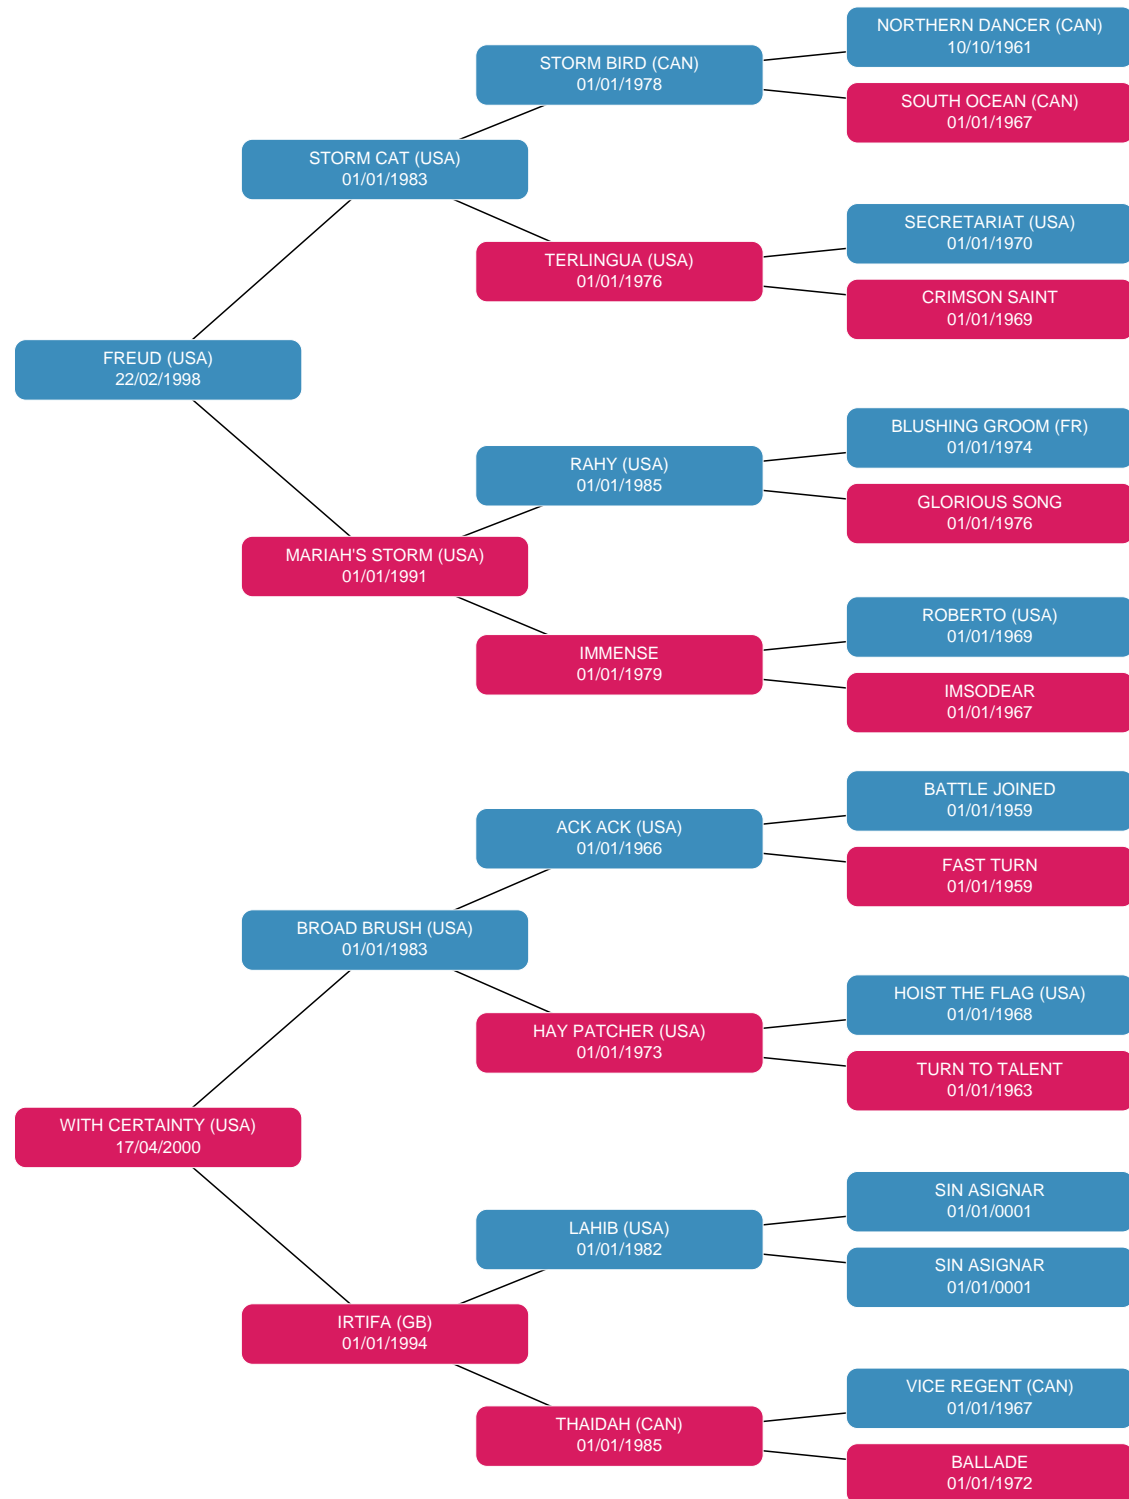 NORTHERN DANCER (CAN)
10/10/1961
STORM BIRD (CAN)
01/01/1978
SOUTH OCEAN (CAN)
01/01/1967
STORM CAT (USA)
01/01/1983
SECRETARIAT (USA)
01/01/1970
TERLINGUA (USA)
01/01/1976
CRIMSON SAINT
01/01/1969
FREUD (USA)
22/02/1998
BLUSHING GROOM (FR)
01/01/1974
RAHY (USA)
01/01/1985
GLORIOUS SONG
01/01/1976
MARIAH'S STORM (USA)
01/01/1991
ROBERTO (USA)
01/01/1969
IMMENSE
01/01/1979
IMSODEAR
01/01/1967
BATTLE JOINED
01/01/1959
ACK ACK (USA)
01/01/1966
FAST TURN
01/01/1959
BROAD BRUSH (USA)
01/01/1983
HOIST THE FLAG (USA)
01/01/1968
HAY PATCHER (USA)
01/01/1973
TURN TO TALENT
01/01/1963
WITH CERTAINTY (USA)
17/04/2000
SIN ASIGNAR
01/01/0001
LAHIB (USA)
01/01/1982
SIN ASIGNAR
01/01/0001
IRTIFA (GB)
01/01/1994
VICE REGENT (CAN)
01/01/1967
THAIDAH (CAN)
01/01/1985
BALLADE
01/01/1972